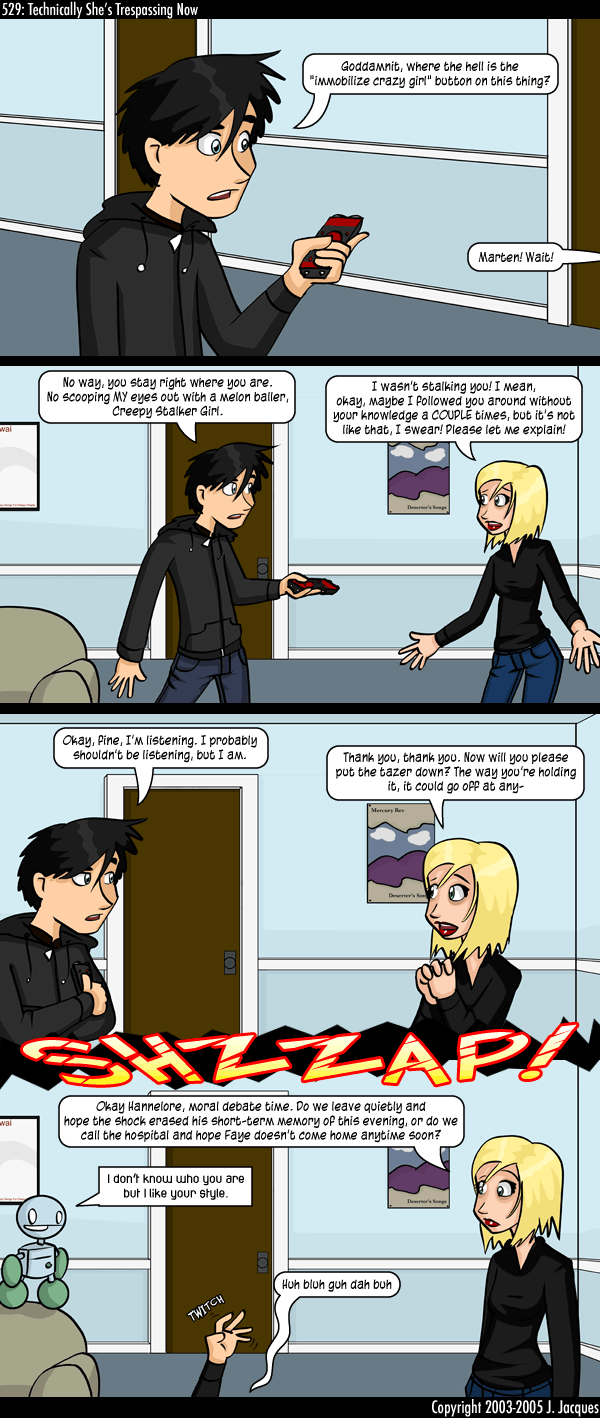 529: Technically She's Trespassing Now
Goddamnit, where the hell is the
"immobilize crazy girl" button on this thing?
Marten! Wait!
No way, you stay right where you are.
No scooping MY eyes out with a melon baller,
Creepy Stalker Girl.
I wasn't stalking you! I mean,
okay, maybe I followed you around without
your knowledge a COUPLE times, but it's not
like that, I swear! Please let me explain!
wai
Deserter's Songs
Okay, fine, I'm listening. I probably
shouldn't be listening, but I am.
Thank you, thank you. Now will you please
put the tazer down? The way you're holding
it, it could go off at any-
Mercury Rev
Deserter's Song
SHZZAP!
Okay Hannelore, moral debate time. Do we leave quietly and
hope the shock erased his short-term memory of this evening, or do we
call the hospital and hope Faye doesn't come home anytime soon?
wai
I don't know who you are
but I like your style.
Deserter's Songs
Huh bluh guh dah buh
TWITCH
Copyright 2003-2005 J. Jacques